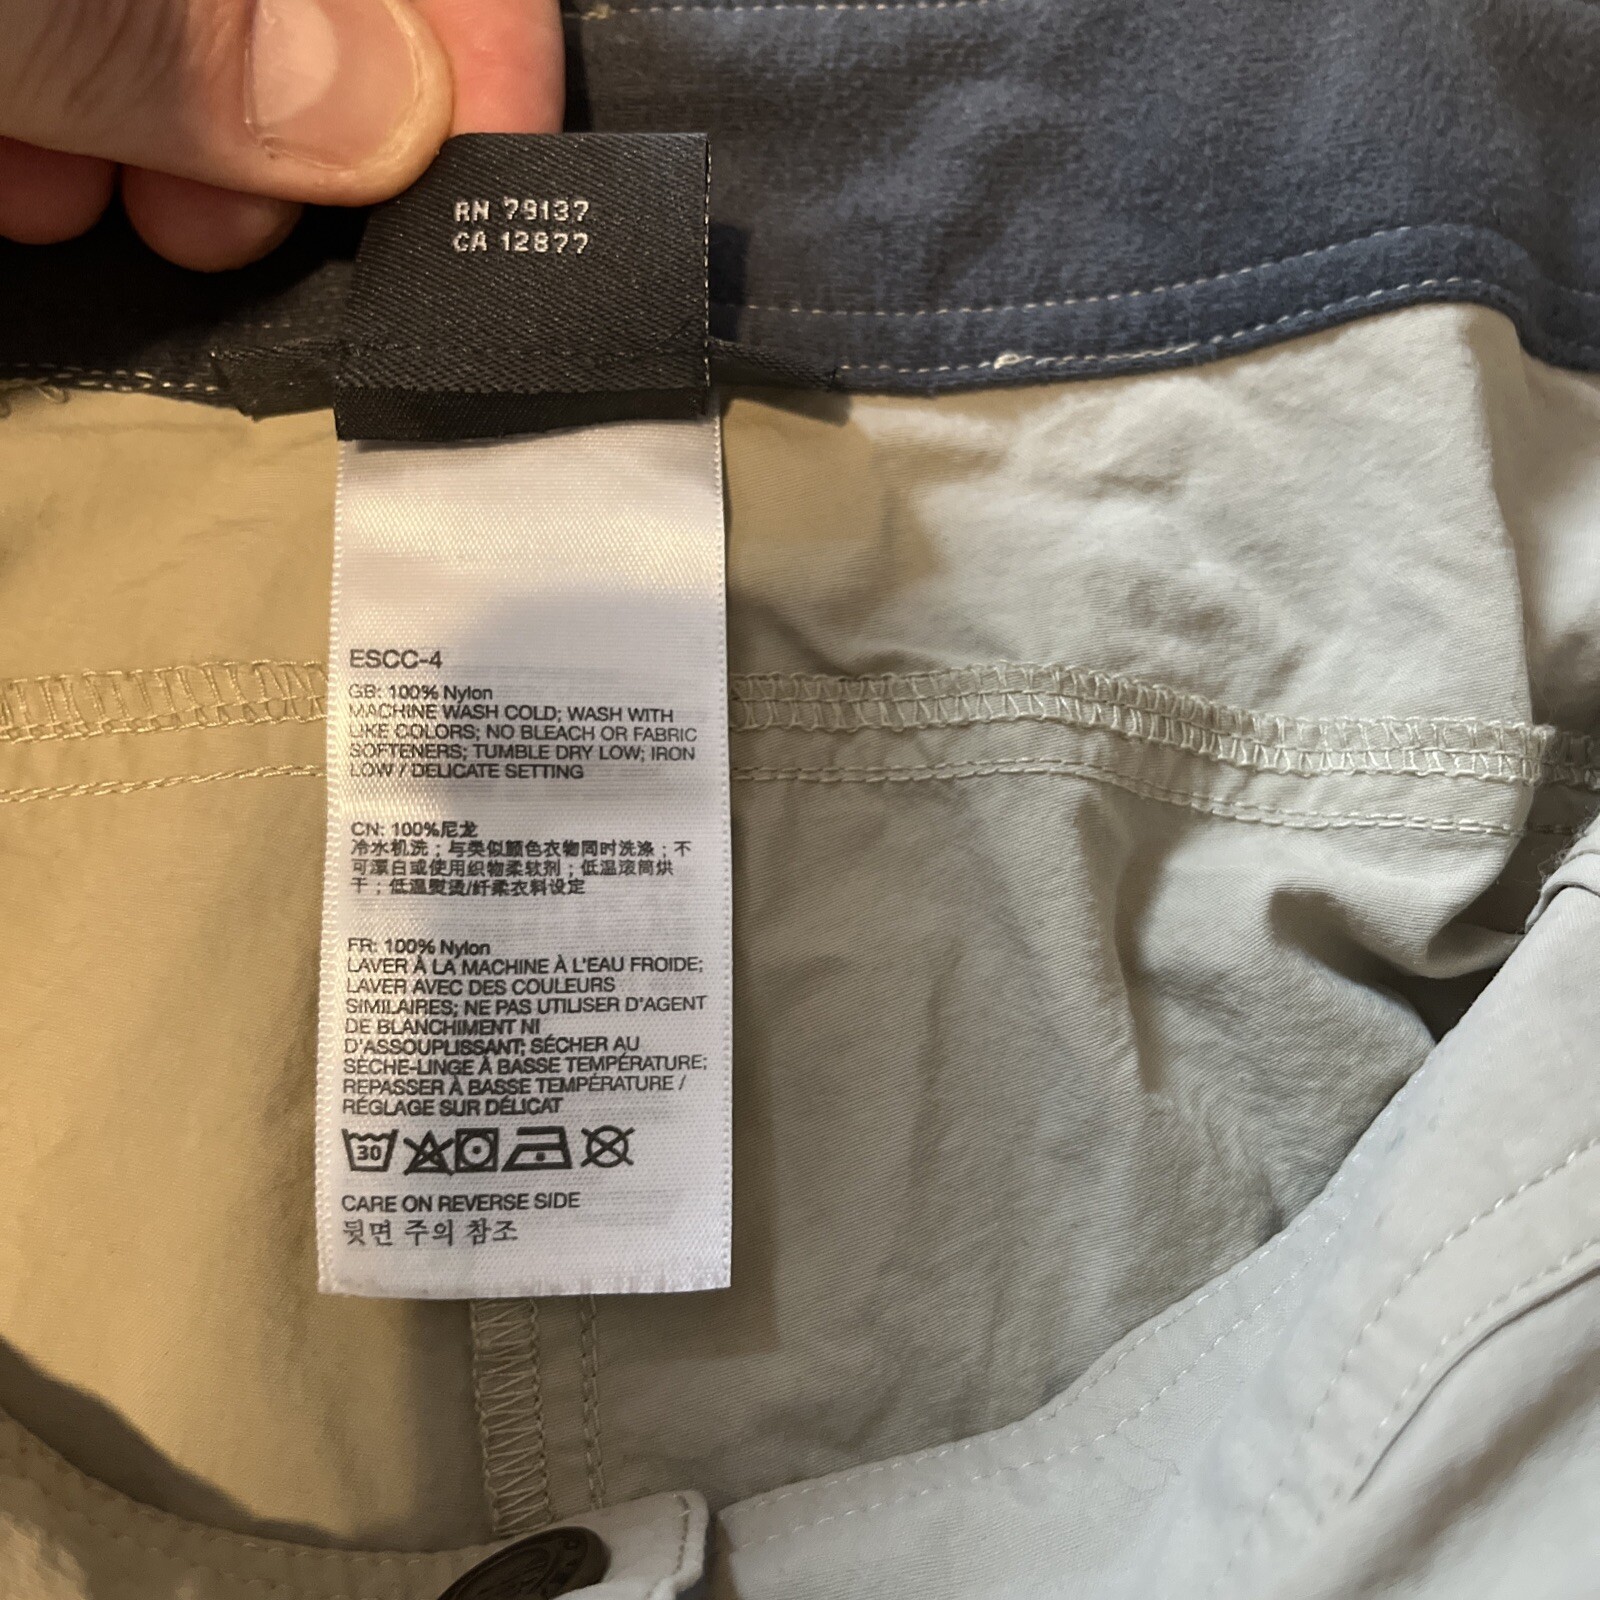 RN 79137
CA 12877
ESCC-4
GB: 100% Nylon
MACHINE WASH COLD; WASH WITH
LIKE COLORS; NO BLEACH OR FABRIC
SOFTENERS; TUMBLE DRY LOW; IRON
LOW / DELICATE SETTING
CN: 100%尼龙
冷水机洗；与类似颜色衣物同时洗涤；不
可漂白或使用织物柔软剂；低温滚筒烘
干；低温熨烫/纤柔衣料设定
FR: 100% Nylon
LAVER À LA MACHINE À L'EAU FROIDE;
LAVER AVEC DES COULEURS
SIMILAIRES; NE PAS UTILISER D'AGENT
DE BLANCHIMENT NI
D'ASSOUPLISSANT; SÉCHER AU
SÈCHE-LINGE À BASSE TEMPÉRATURE;
REPASSER À BASSE TEMPÉRATURE /
RÉGLAGE SUR DÉLICAT
30
CARE ON REVERSE SIDE
뒷면 주의 참조